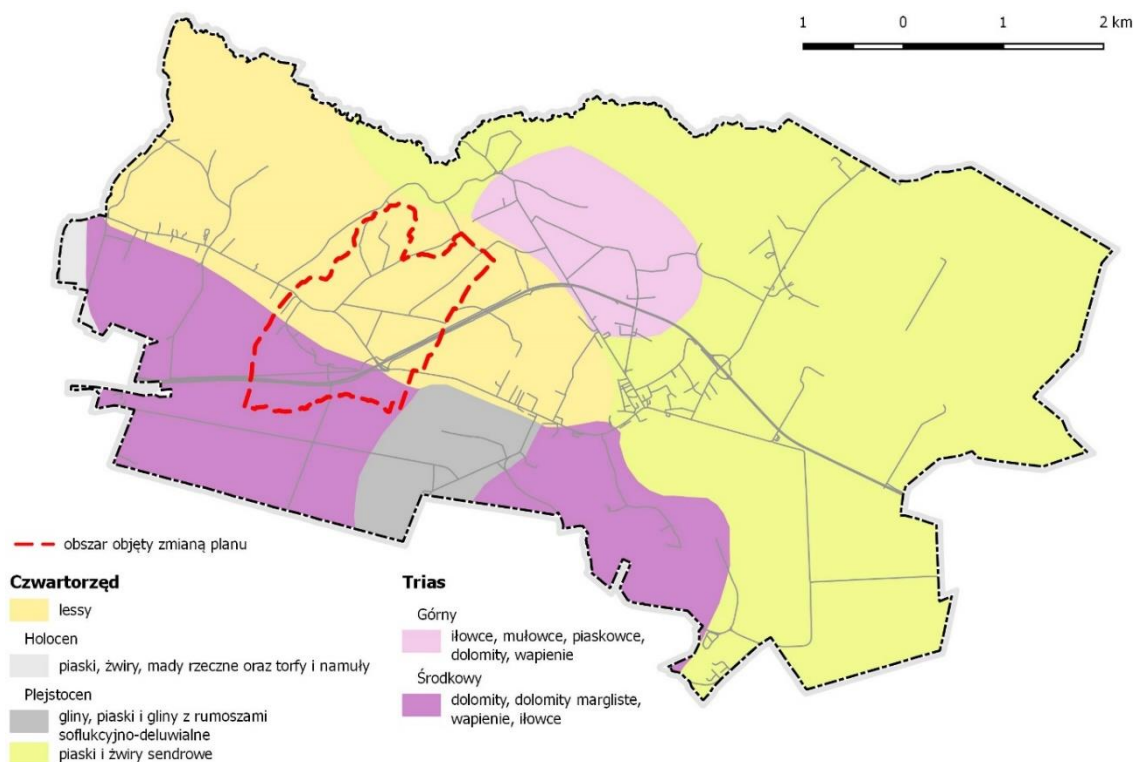 1 0 1 2 km
obszar objęty zmianą planu
Czwartorzęd
lessy
Holocen
piaski, żwiry, mady rzeczne oraz torfy i namuły
Plejstocen
gliny, piaski i gliny z rumoszami
soflukcyjno-deluwialne
piaski i żwiry sendrowe
Trias
Górny
iłowce, mułowce, piaskowce,
dolomity, wapienie
Środkowy
dolomity, dolomity margliste,
wapienie, iłowce